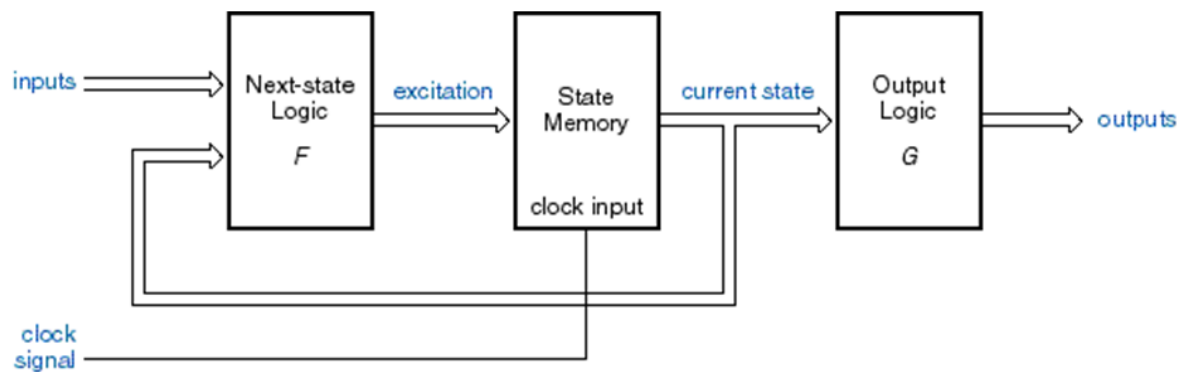 inputs
Next-state
Logic
F
excitation
State
Memory
clock input
current state
Output
Logic
G
outputs
clock
signal